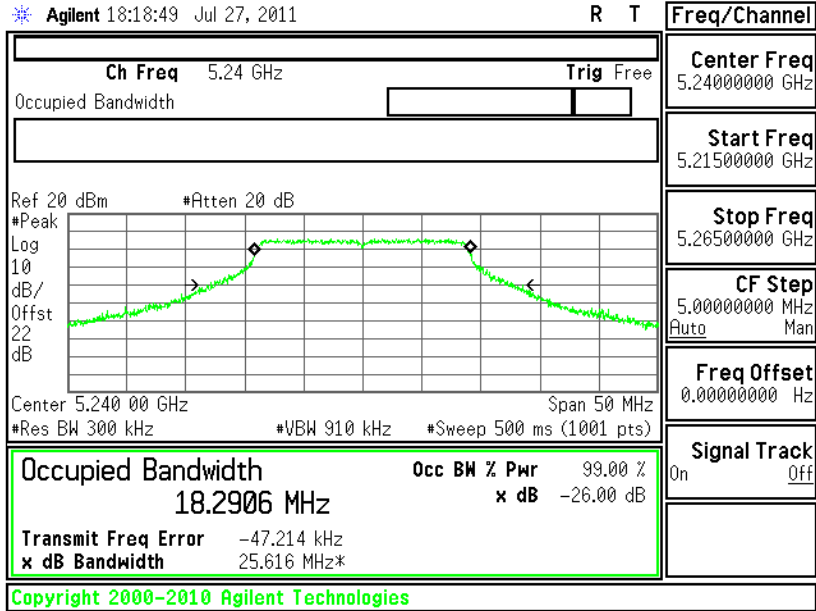 Agilent 18:18:49 Jul 27, 2011 R T Freq/Channel
Ch Freq 5.24 GHz Trig Free
Occupied Bandwidth
Center Freq
5.24000000 GHz
Start Freq
5.21500000 GHz
Stop Freq
5.26500000 GHz
CF Step
5.00000000 MHz
Auto Man
Freq Offset
0.00000000 Hz
Signal Track
On Off
Ref 20 dBm #Atten 20 dB
#Peak
Log
10
dB/
Offst
22
dB
Center 5.240 00 GHz Span 50 MHz
#Res BW 300 kHz #VBW 910 kHz #Sweep 500 ms (1001 pts)
Occupied Bandwidth Occ BW % Pwr 99.00 %
18.2906 MHz x dB -26.00 dB
Transmit Freq Error -47.214 kHz
x dB Bandwidth 25.616 MHz*
Copyright 2000-2010 Agilent Technologies